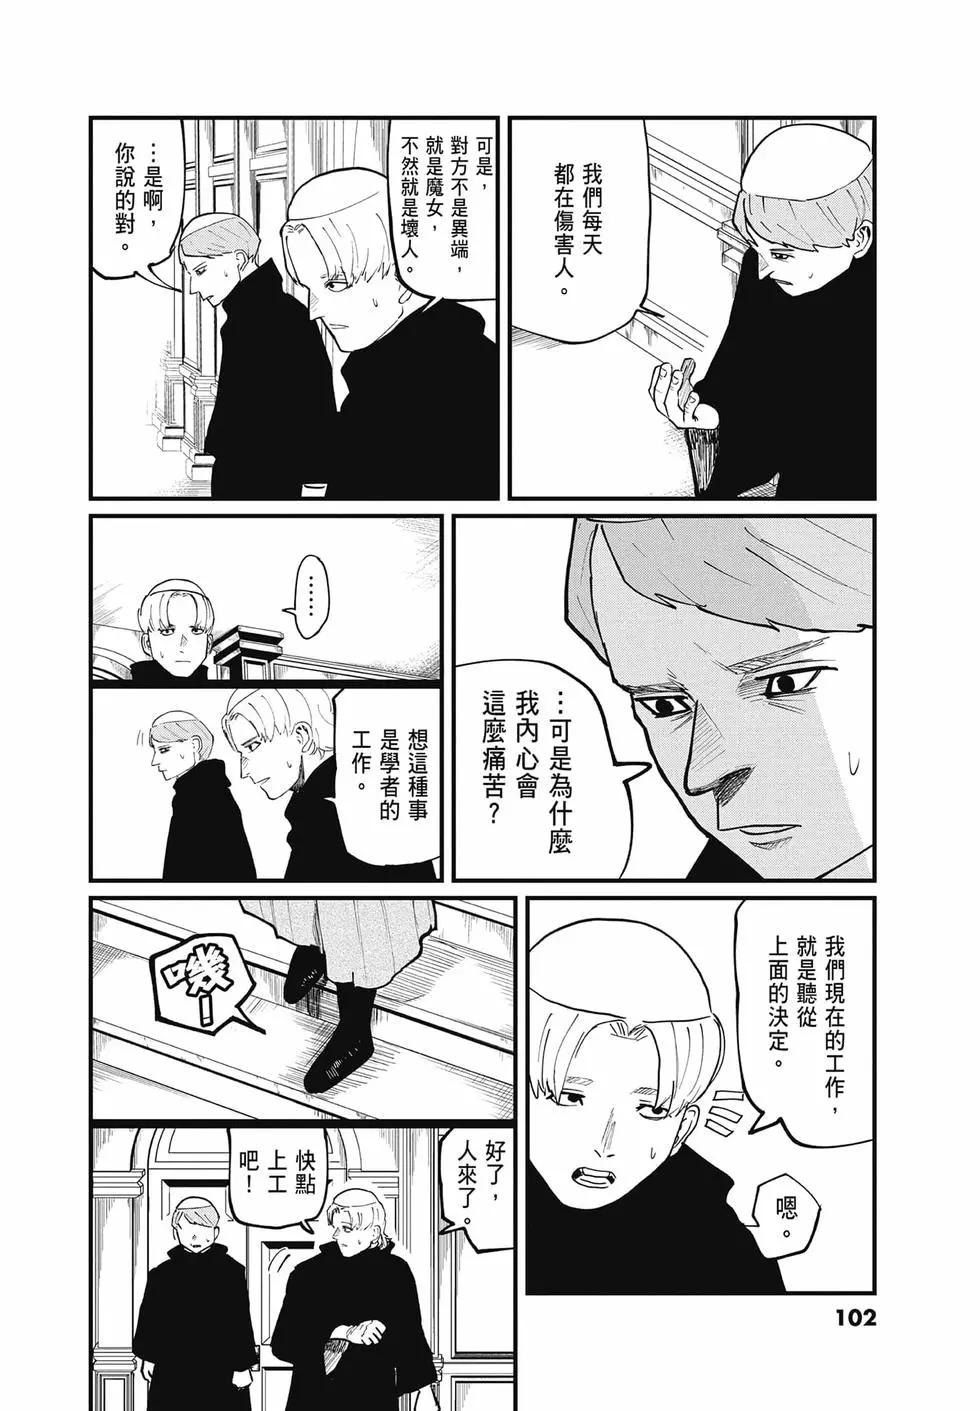 我們每天
都在傷害人。
可是，
對方不是異端，
就是魔女，
不然就是壞人。
…是啊，
你說的對。
…可是為什麼
我內心會
這麼痛苦？
……
想這種事
是學者的
工作。
我們現在的工作，
就是聽從
上面的決定。
嗯。
嘰—
好了，
人來了。
快點
上工
吧！
102